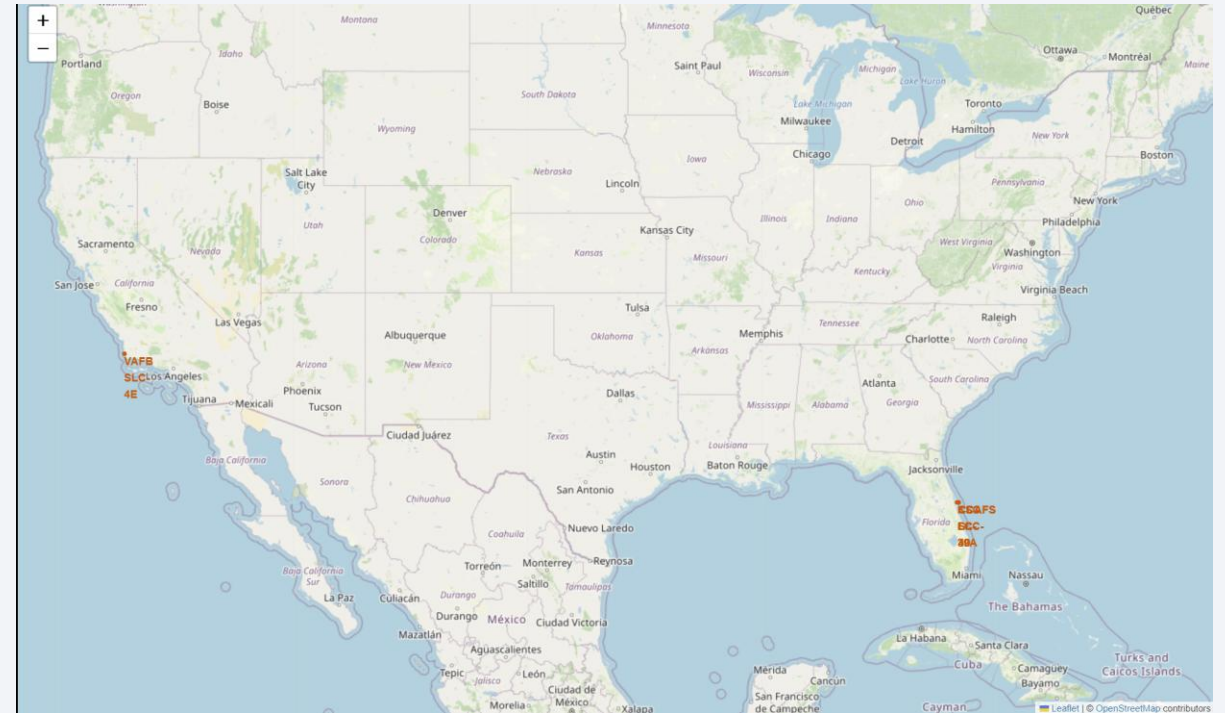 Washington
Québec
+
Montana
Minnesota
−
Ottawa
Montréal
Portland
Idaho
Maine
Saint Paul
Wisconsin
Michigan
Lake Huron
Oregon
Boise
South Dakota
Lake Michigan
Toronto
Wyoming
Milwaukee
Hamilton
New York
Detroit
Chicago
Boston
Iowa
Salt Lake
City
Nebraska
Lincoln
Pennsylvania
New York
Ohio
Denver
Utah
Illinois
Indiana
Philadelphia
Kansas City
Sacramento
Nevada
Colorado
Kansas
Missouri
West Virginia
Washington
Virginia
Kentucky
San Jose
California
Virginia Beach
Fresno
Tulsa
Las Vegas
Raleigh
Albuquerque
Oklahoma
Memphis
Tennessee
Charlotte
North Carolina
Arkansas
VAFB
SLC-
4E
Los Angeles
Arizona
New Mexico
Phoenix
Tijuana
Mexicali
Tucson
Dallas
Atlanta
South Carolina
Mississippi
Alabama
Georgia
Ciudad Juárez
Texas
Louisiana
Austin
Houston
Baton Rouge
Baja California
Jacksonville
Sonora
Chihuahua
San Antonio
Florida
Nuevo Laredo
Coahuila
Baja California
Sur
Torreón
Monterrey
Reynosa
Saltillo
Tamaulipas
Miami
Nassau
La Paz
Culiacán
Durango
The Bahamas
Durango
México
Ciudad Victoria
Mazatlán
La Habana
Santa Clara
Aguascalientes
Turks and
Caicos Islands
Tepic
Jalisco
León
Mérida
Cancun
Cuba
Camaguey
Bayamo
Ciudad de
México
Morelia
Xalapa
San Francisco
de Campeche
Cayman
Leaflet | © OpenStreetMap contributors